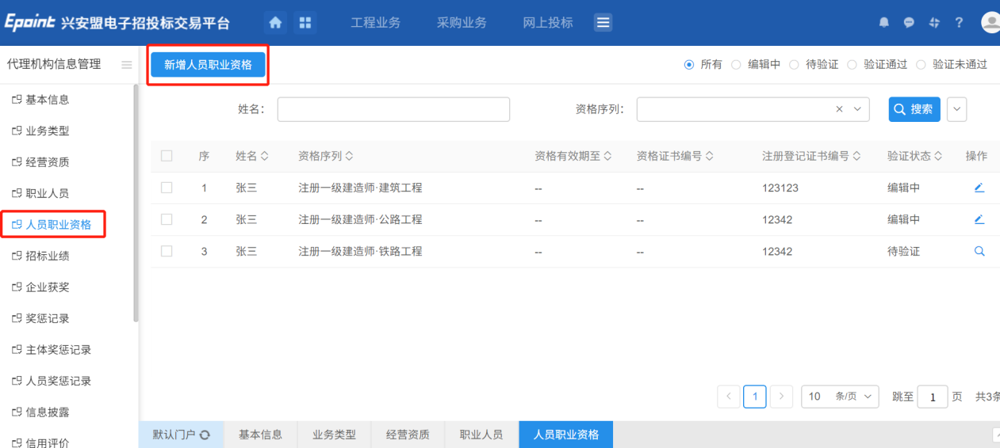 Epoint 兴安盟电子招投标交易平台 工程业务 采购业务 网上投标 ?
代理机构信息管理
基本信息
业务类型
经营资质
职业人员
人员职业资格
招标业绩
企业获奖
奖惩记录
主体奖惩记录
人员奖惩记录
信息披露
信用评价
新增人员职业资格 所有 编辑中 待验证 验证通过 验证未通过
姓名： 资格序列： 搜索
序 姓名 资格序列 资格有效期至 资格证书编号 注册登记证书编号 验证状态 操作
1 张三 注册一级建造师·建筑工程 -- -- 123123 编辑中
2 张三 注册一级建造师·公路工程 -- -- 12342 编辑中
3 张三 注册一级建造师·铁路工程 -- -- 12342 待验证
1 10 条/页 跳至 1 页 共3条
默认门户 基本信息 业务类型 经营资质 职业人员 人员职业资格